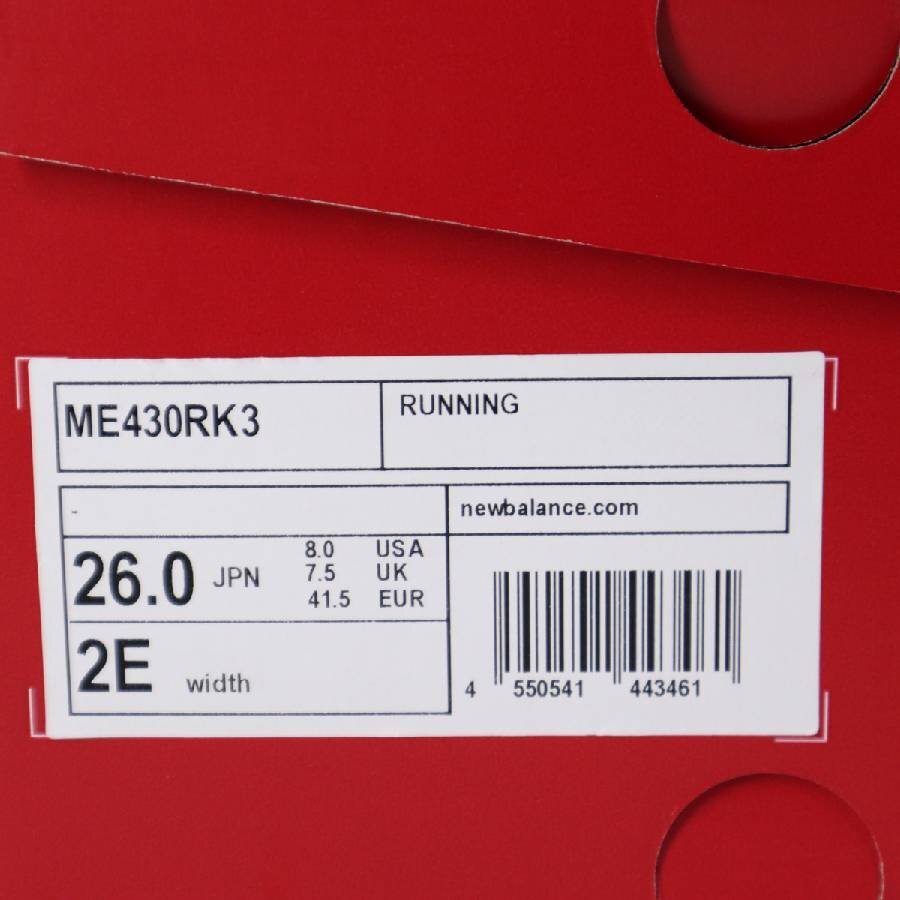 ME430RK3
RUNNING
-
newbalance.com
26.0 JPN
8.0 USA
7.5 UK
41.5 EUR
2E width
4 550541 443461